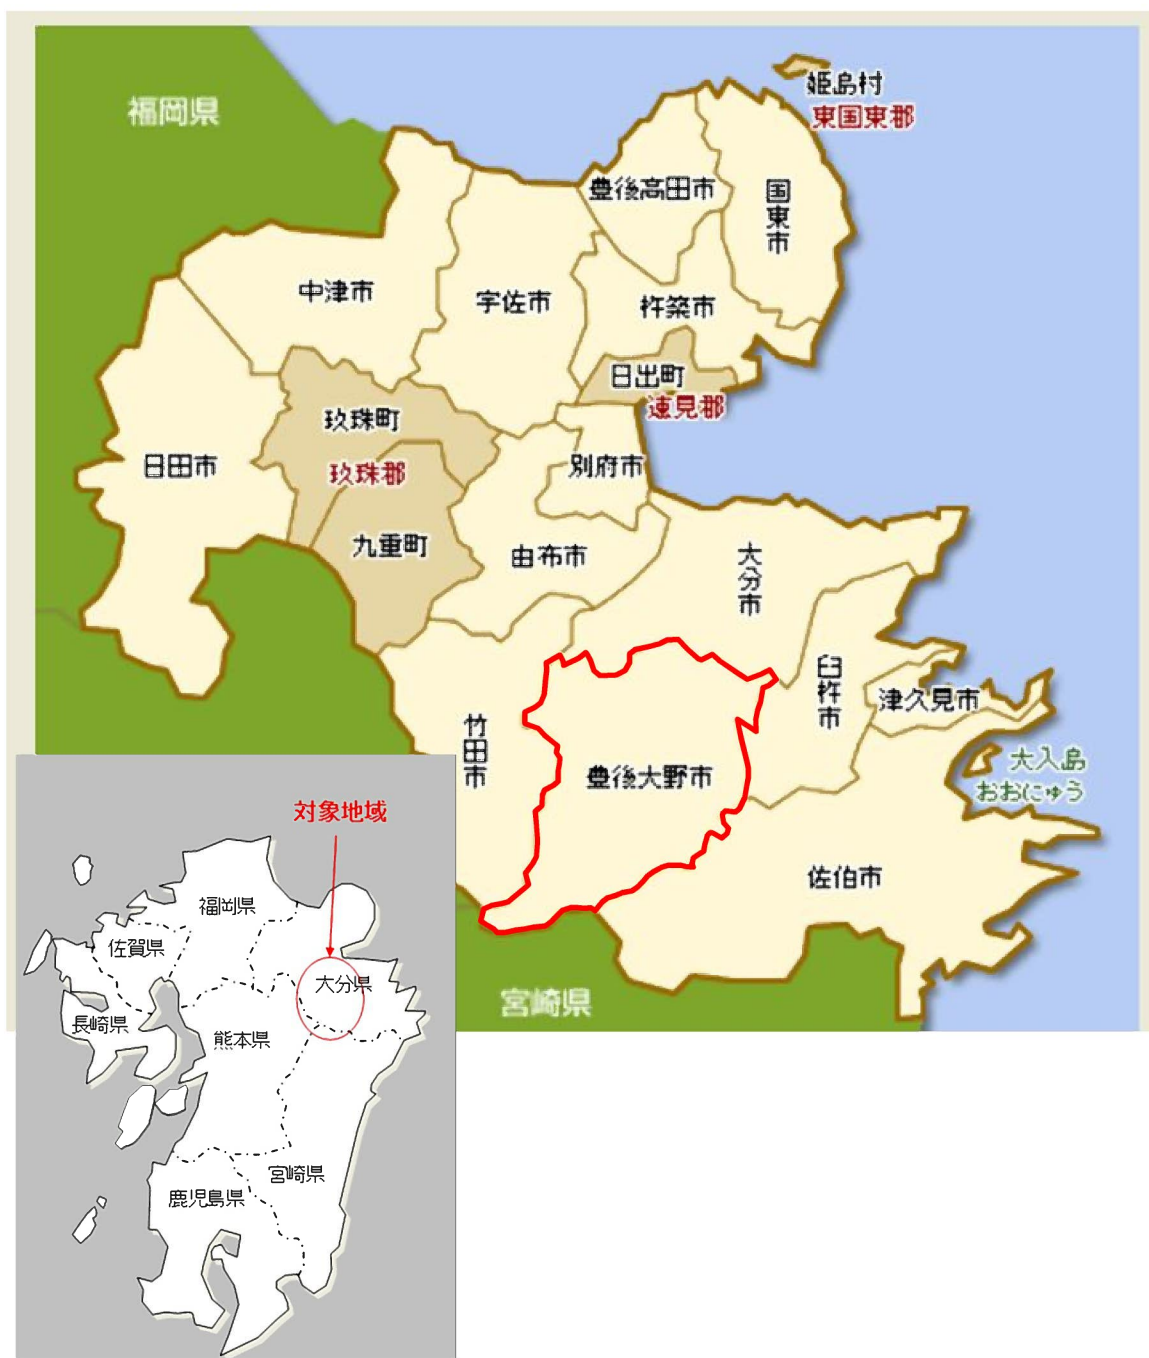 姫島村
東国東郡
福岡県
豊後高田市
国東市
中津市
宇佐市
杵築市
日出町
速見郡
玖珠町
日田市
玖珠郡
別府市
九重町
由布市
大分市
臼杵市
津久見市
竹田市
豊後大野市
大入島
おおにゅう
佐伯市
宮崎県
対象地域
福岡県
佐賀県
大分県
長崎県
熊本県
宮崎県
鹿児島県